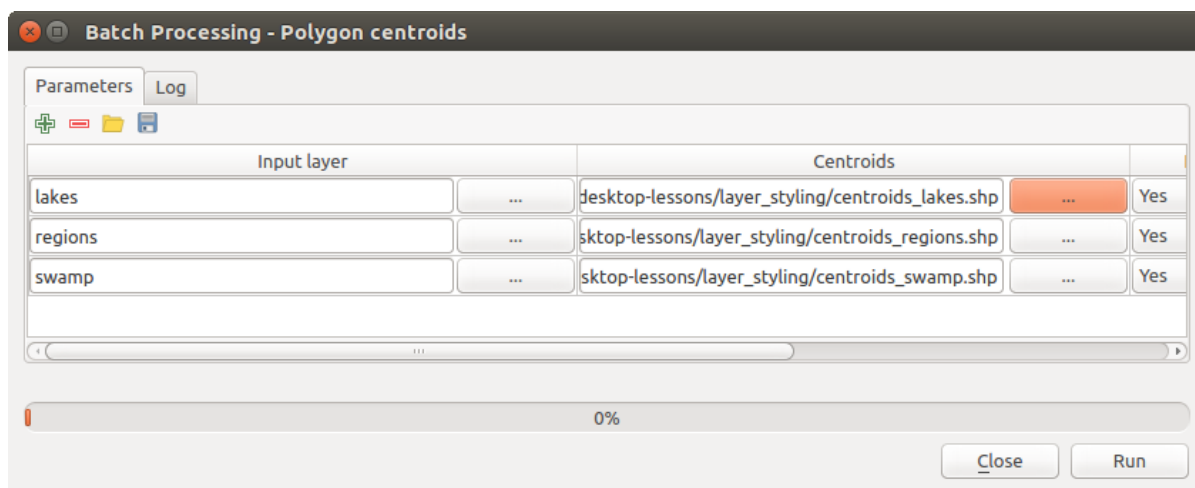 Batch Processing - Polygon centroids
Parameters Log
Input layer Centroids
lakes ... desktop-lessons/layer_styling/centroids_lakes.shp ... Yes
regions ... sktop-lessons/layer_styling/centroids_regions.shp ... Yes
swamp ... sktop-lessons/layer_styling/centroids_swamp.shp ... Yes
0%
Close Run